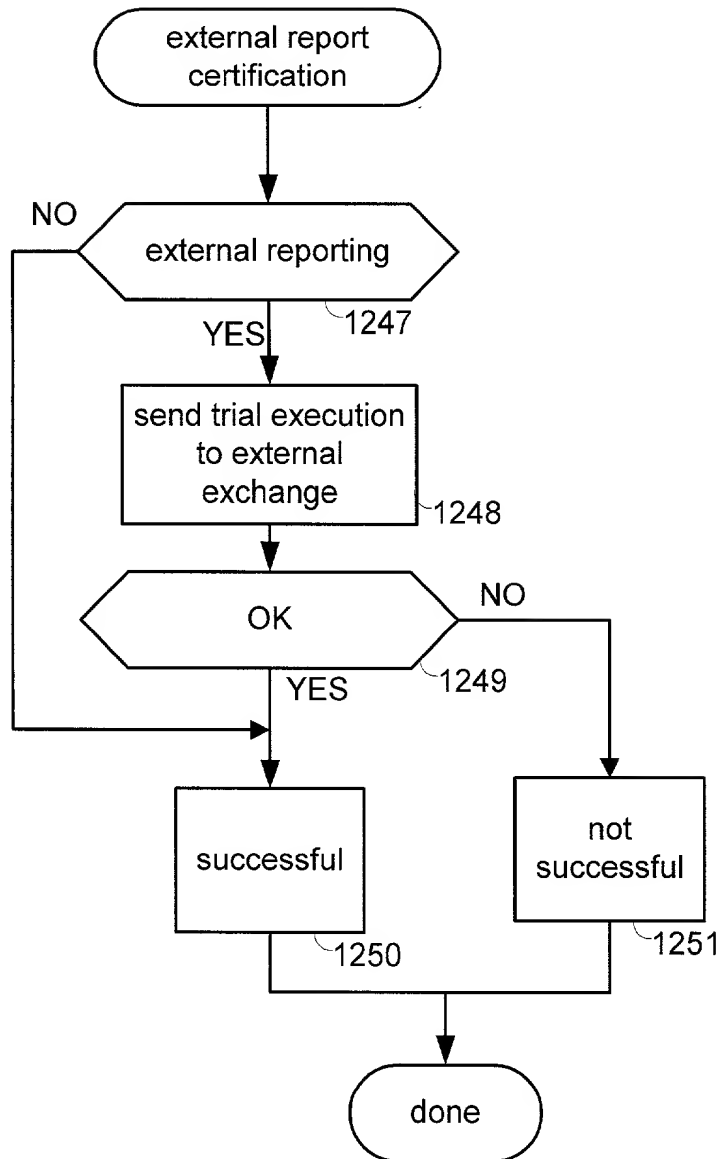 external report
certification
NO
external reporting
1247
YES
send trial execution
to external
exchange
1248
OK
NO
1249
YES
successful
1250
not
successful
1251
done